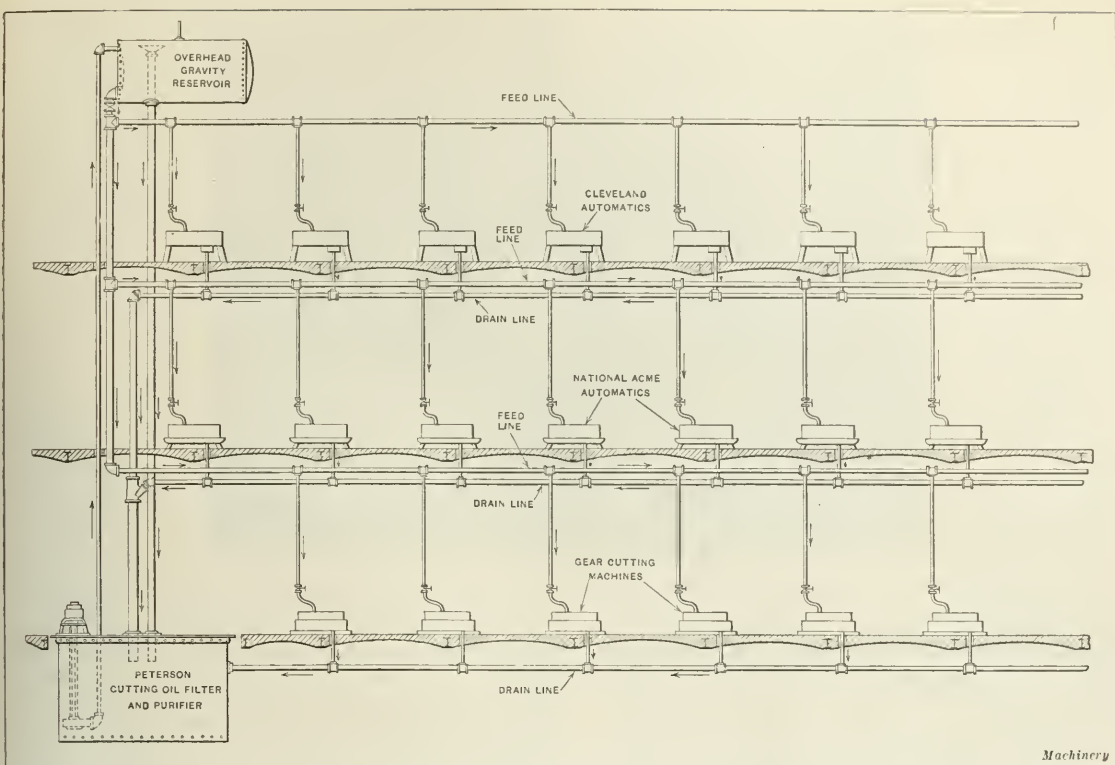 OVERHEAD
GRAVITY
RESERVOIR
FEED LINE
CLEVELAND
AUTOMATICS
FEED
LINE
DRAIN LINE
NATIONAL ACME
AUTOMATICS
FEED
LINE
DRAIN LINE
GEAR CUTTING
MACHINES
PETERSON
CUTTING OIL FILTER
AND PURIFIER
DRAIN LINE
Machinery